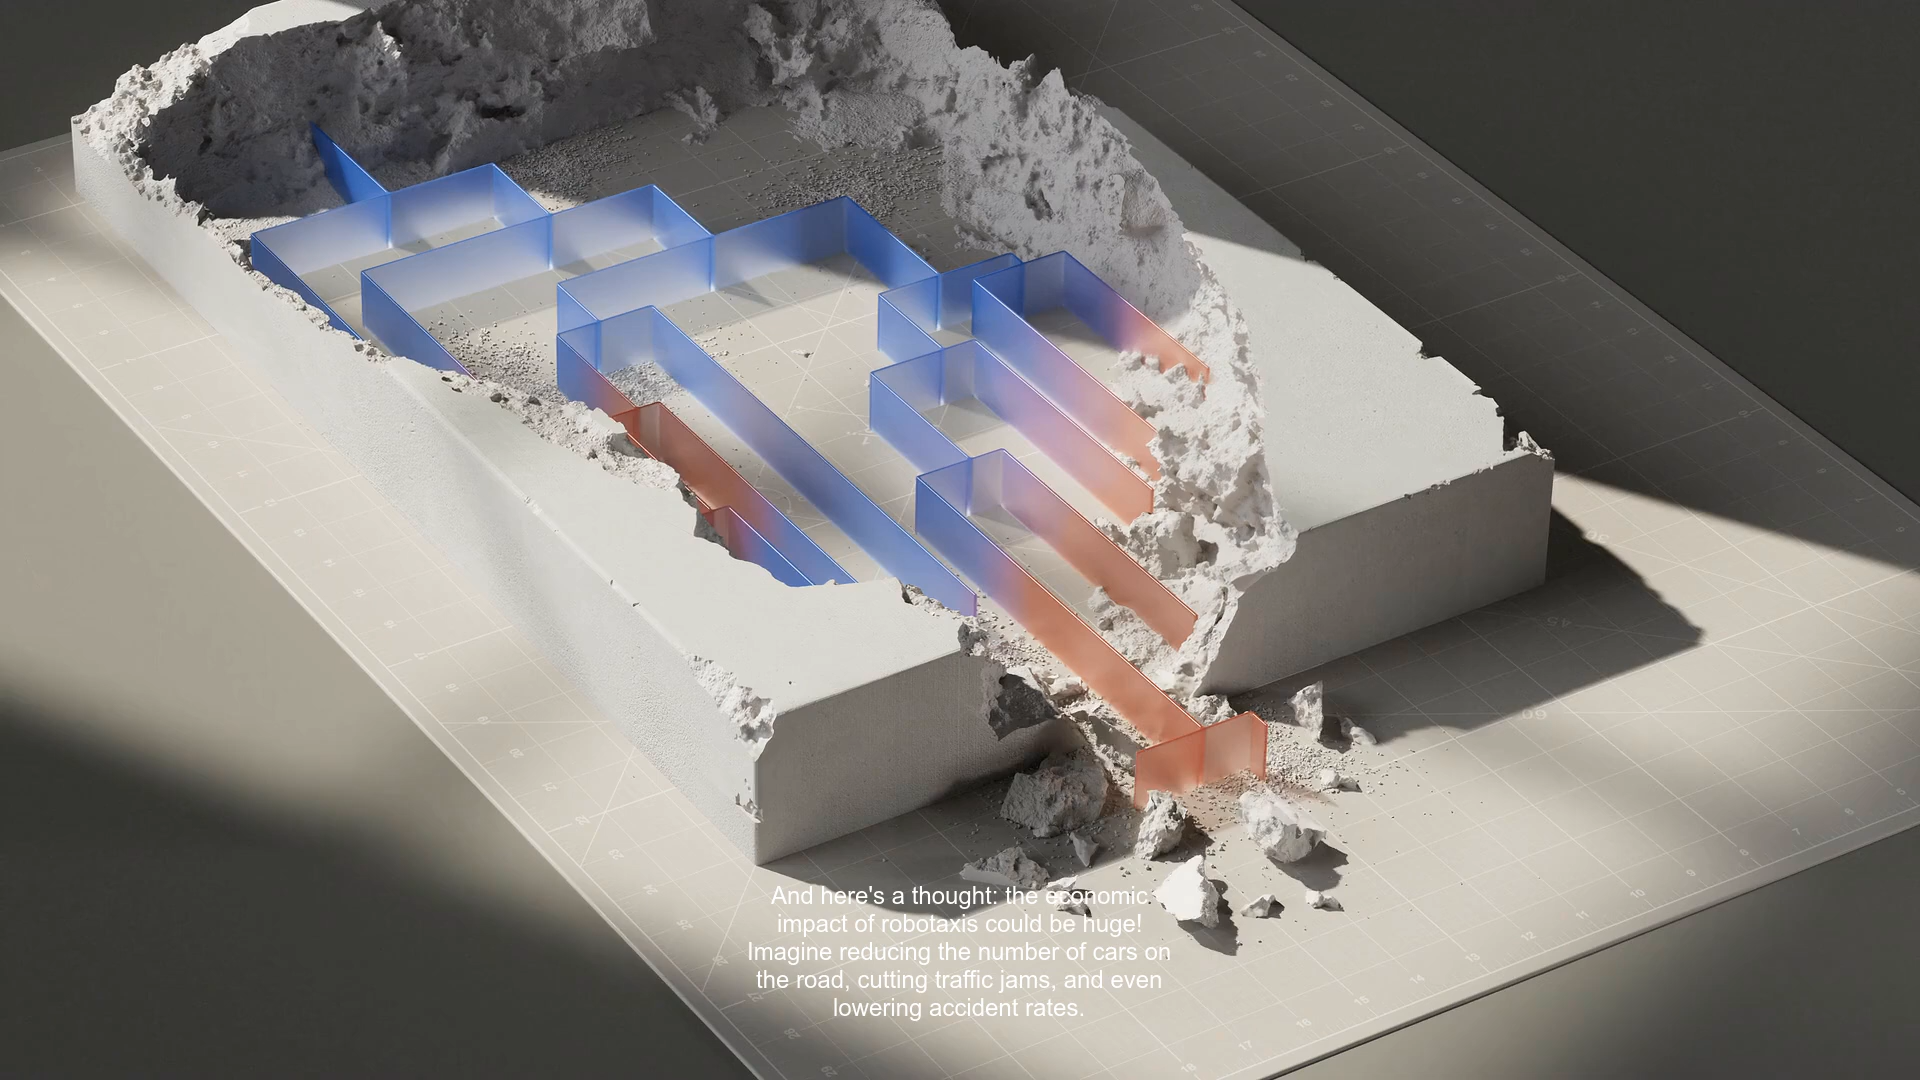 And here's a thought: the economic
impact of robotaxis could be huge!
Imagine reducing the number of cars on
the road, cutting traffic jams, and even
lowering accident rates.